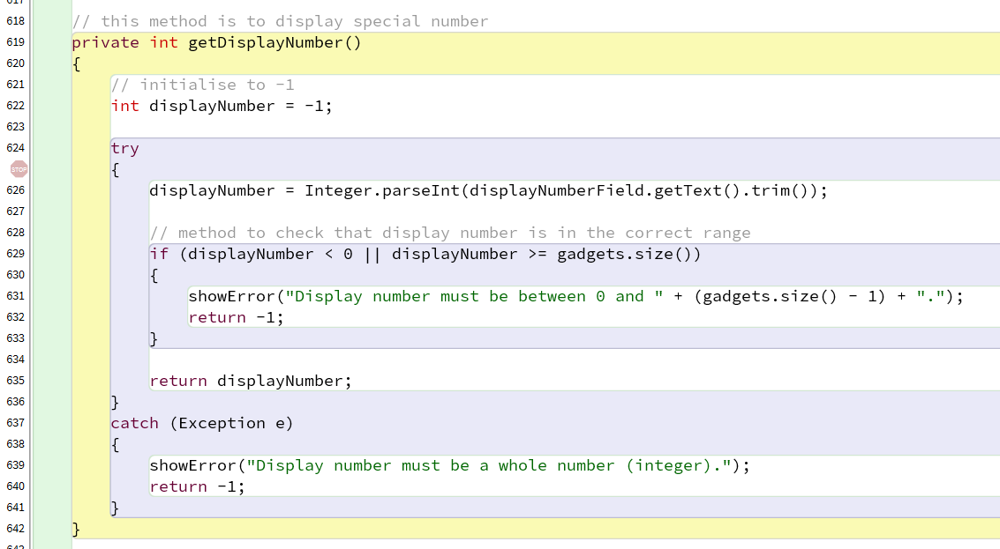 617
618 // this method is to display special number
619 private int getDisplayNumber()
620 {
621 // initialise to -1
622 int displayNumber = -1;
623
624 try
STOP {
626 displayNumber = Integer.parseInt(displayNumberField.getText().trim());
627
628 // method to check that display number is in the correct range
629 if (displayNumber < 0 || displayNumber >= gadgets.size())
630 {
631 showError("Display number must be between 0 and " + (gadgets.size() - 1) + ".");
632 return -1;
633 }
634
635 return displayNumber;
636 }
637 catch (Exception e)
638 {
639 showError("Display number must be a whole number (integer).");
640 return -1;
641 }
642 }
643